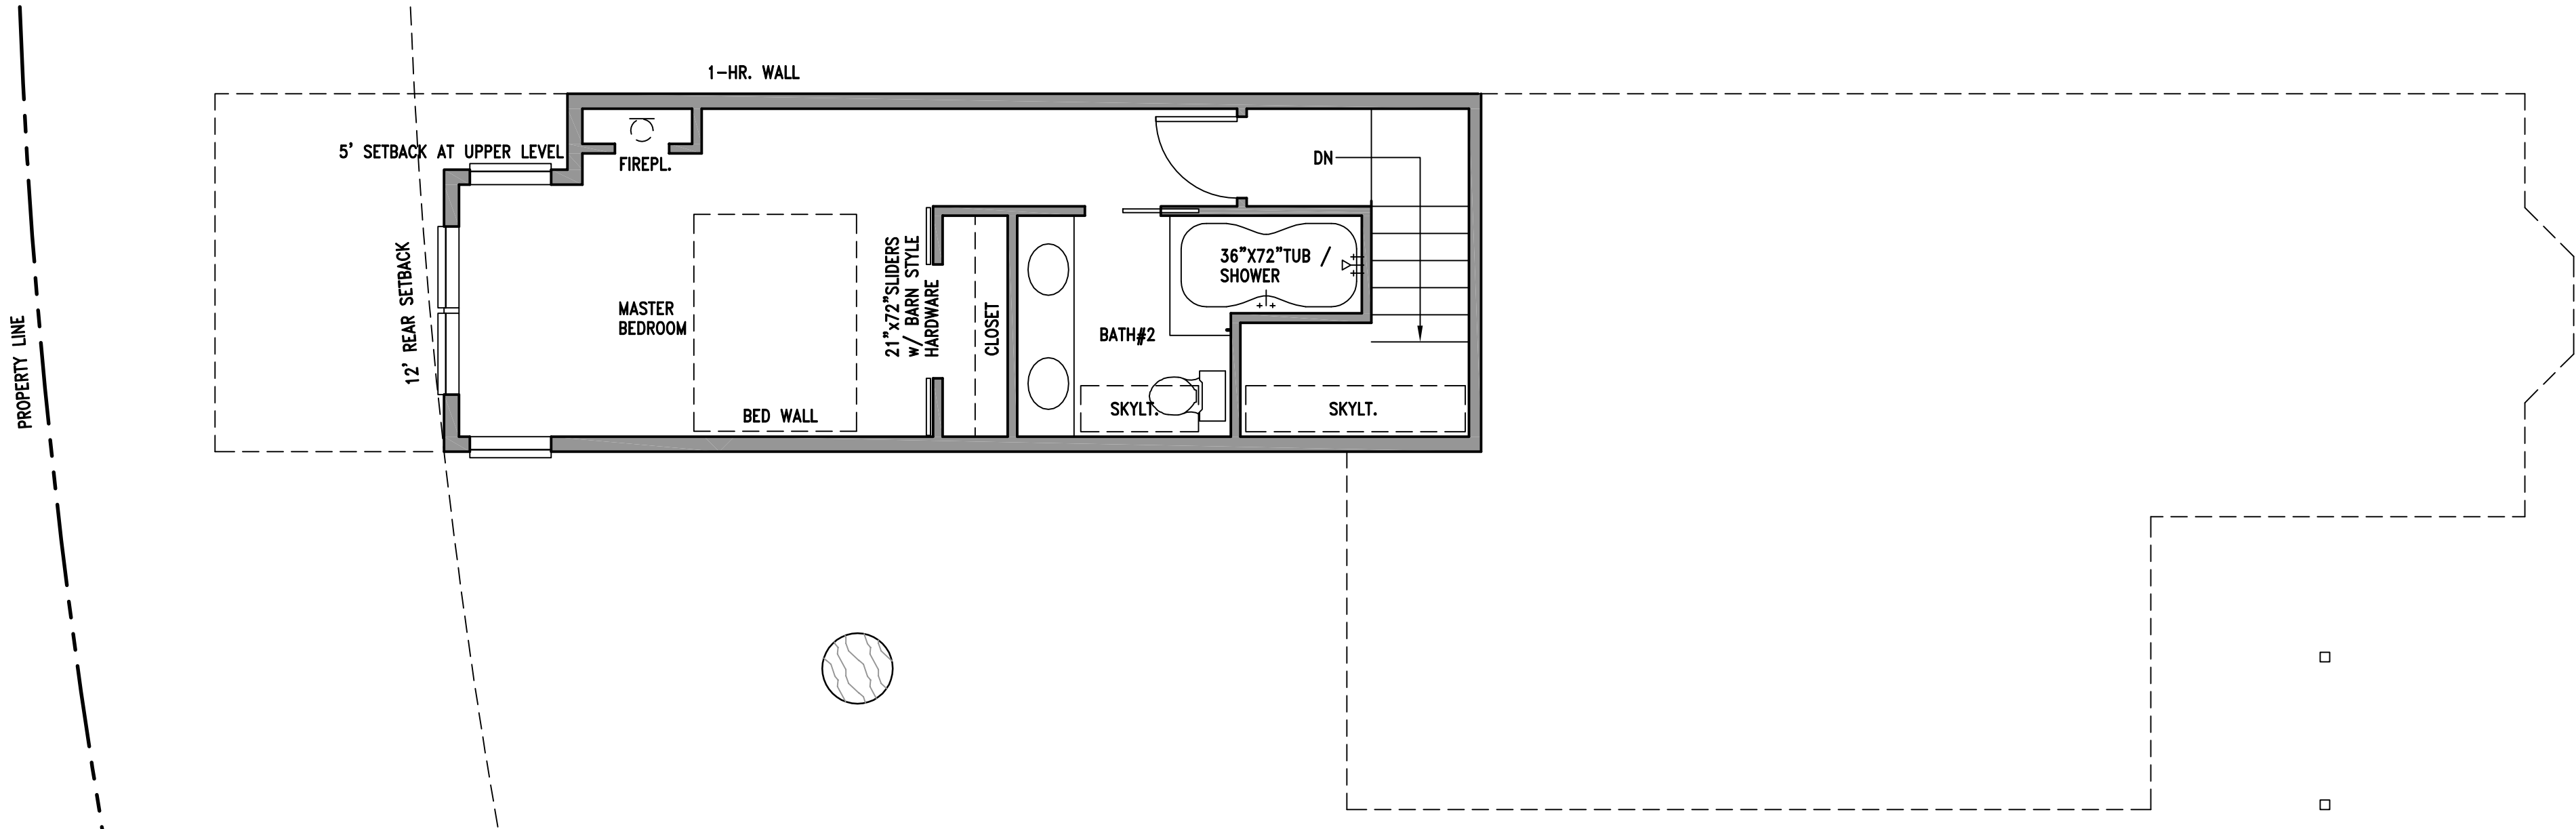 1-HR. WALL
5' SETBACK AT UPPER LEVEL
FIREPL.
DN
PROPERTY LINE
12' REAR SETBACK
MASTER
BEDROOM
BED WALL
21"x72"SLIDERS
w/ BARN STYLE
HARDWARE
CLOSET
BATH#2
36"X72"TUB /
SHOWER
SKYLT.
SKYLT.